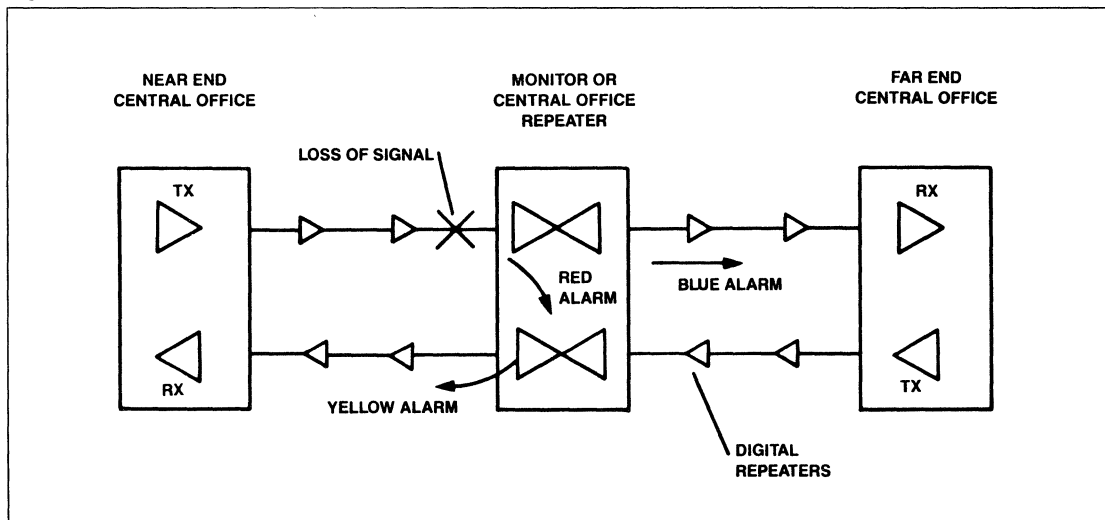 NEAR END
CENTRAL OFFICE
MONITOR OR
CENTRAL OFFICE
REPEATER
FAR END
CENTRAL OFFICE
LOSS OF SIGNAL
TX
RX
RED
ALARM
BLUE ALARM
RX
TX
YELLOW ALARM
DIGITAL
REPEATERS